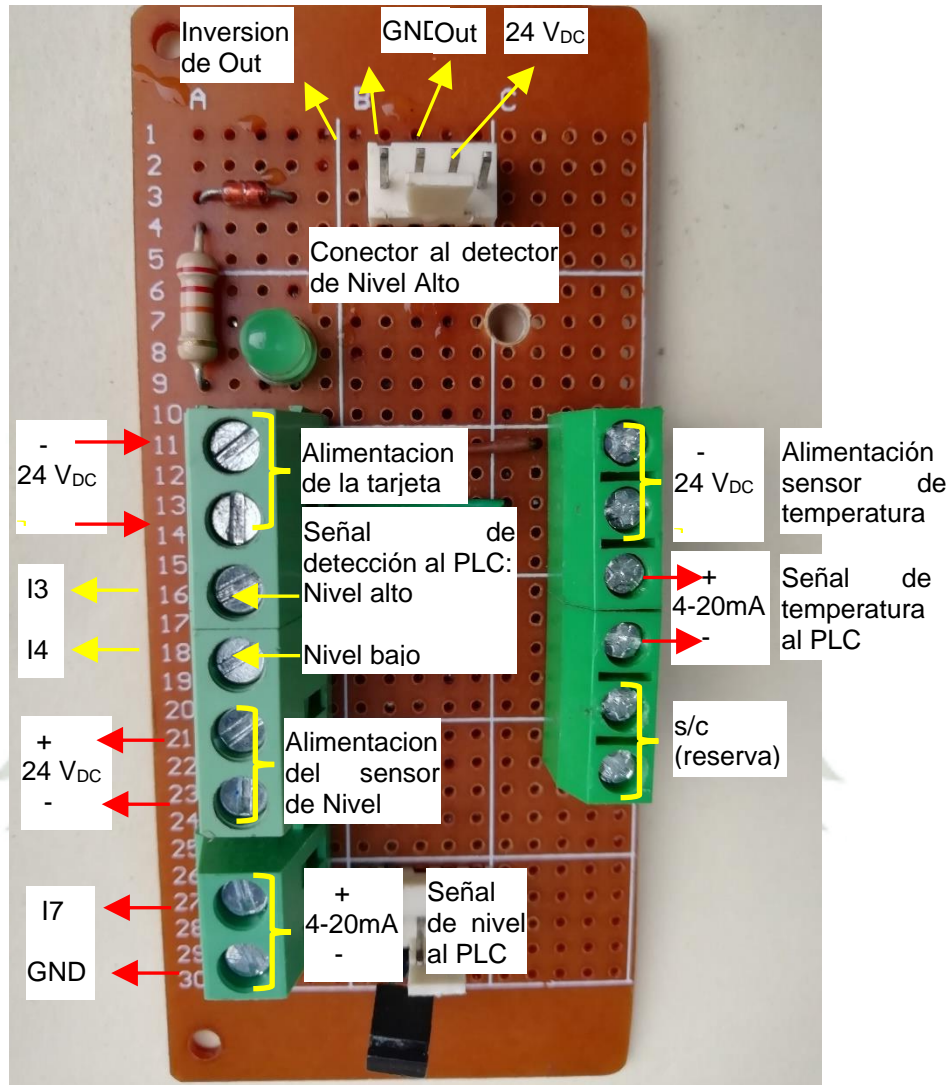 Inversion
de Out
GND
Out
24 VDC
A
B
C
1
2
3
4
5
6
7
8
9
10
11
12
13
14
15
16
17
18
19
20
21
22
23
24
25
26
27
28
29
30
Conector al detector
de Nivel Alto
-
24 VDC
Alimentacion
de la tarjeta
Señal de
detección al PLC:
Nivel alto
Nivel bajo
I3
I4
+
24 VDC
-
Alimentacion
del sensor
de Nivel
I7
GND
+
4-20mA
-
Señal
de nivel
al PLC
-
24 VDC
Alimentación
sensor de
temperatura
+
4-20mA
-
Señal de
temperatura
al PLC
s/c
(reserva)